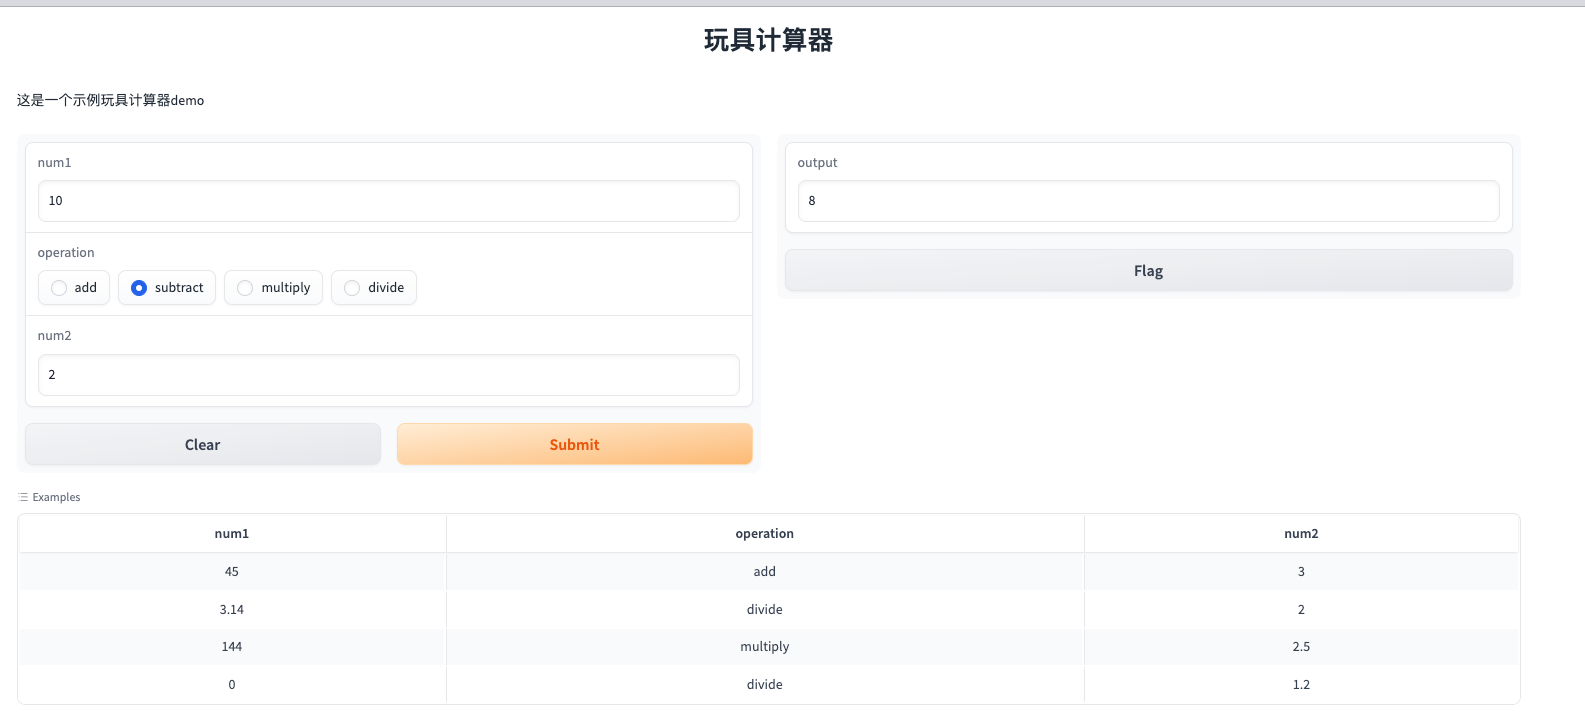 玩具计算器
这是一个示例玩具计算器demo
num1
10
operation
add subtract multiply divide
num2
2
Clear Submit
output
8
Flag
Examples
num1 operation num2
45 add 3
3.14 divide 2
144 multiply 2.5
0 divide 1.2